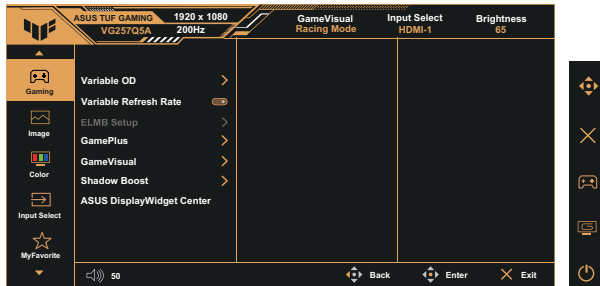 ASUS TUF GAMING 1920 x 1080
VG257Q5A 200Hz
GameVisual
Racing Mode
Input Select
HDMI-1
Brightness
65
Gaming
Image
Color
Input Select
MyFavorite
Variable OD
Variable Refresh Rate
ELMB Setup
GamePlus
GameVisual
Shadow Boost
ASUS DisplayWidget Center
50
Back
Enter
Exit